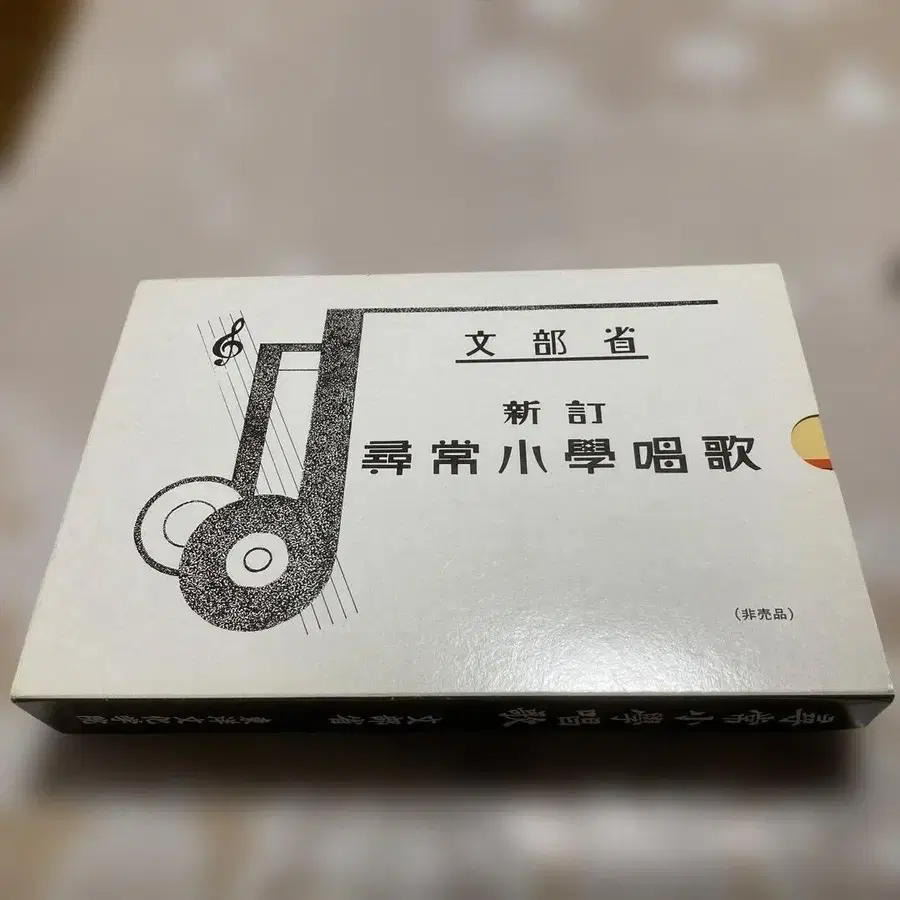 文部省
新訂
尋常小學唱歌
（非売品）
尋常小學唱歌 文部省